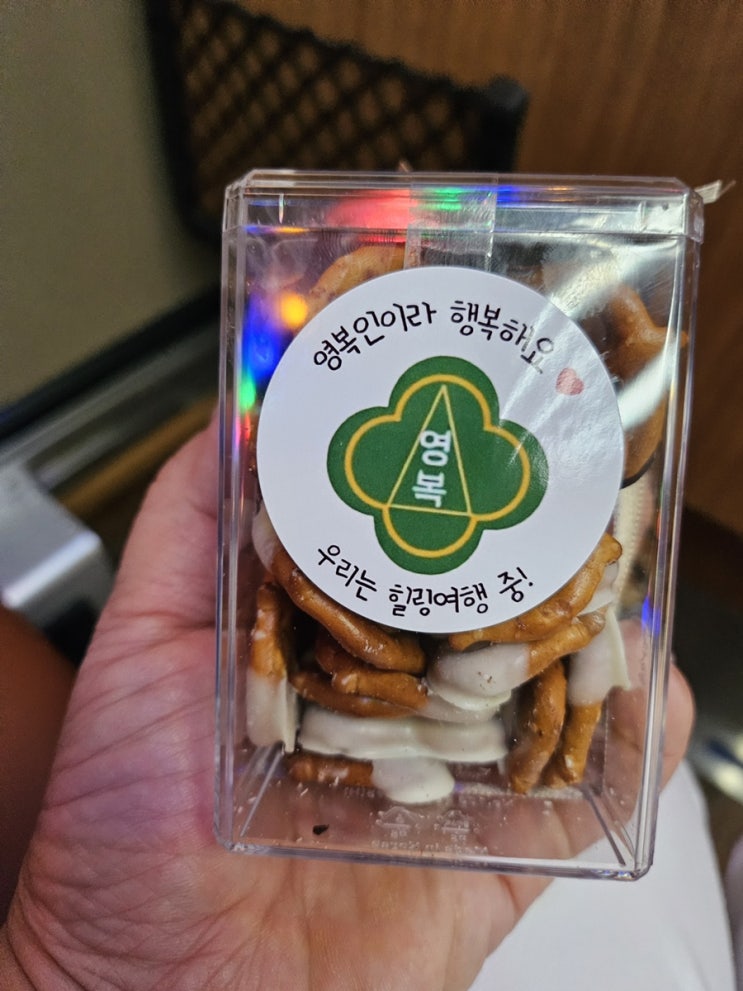 영복인이라 행복해요
영
복
우리는 힐링여행 중!